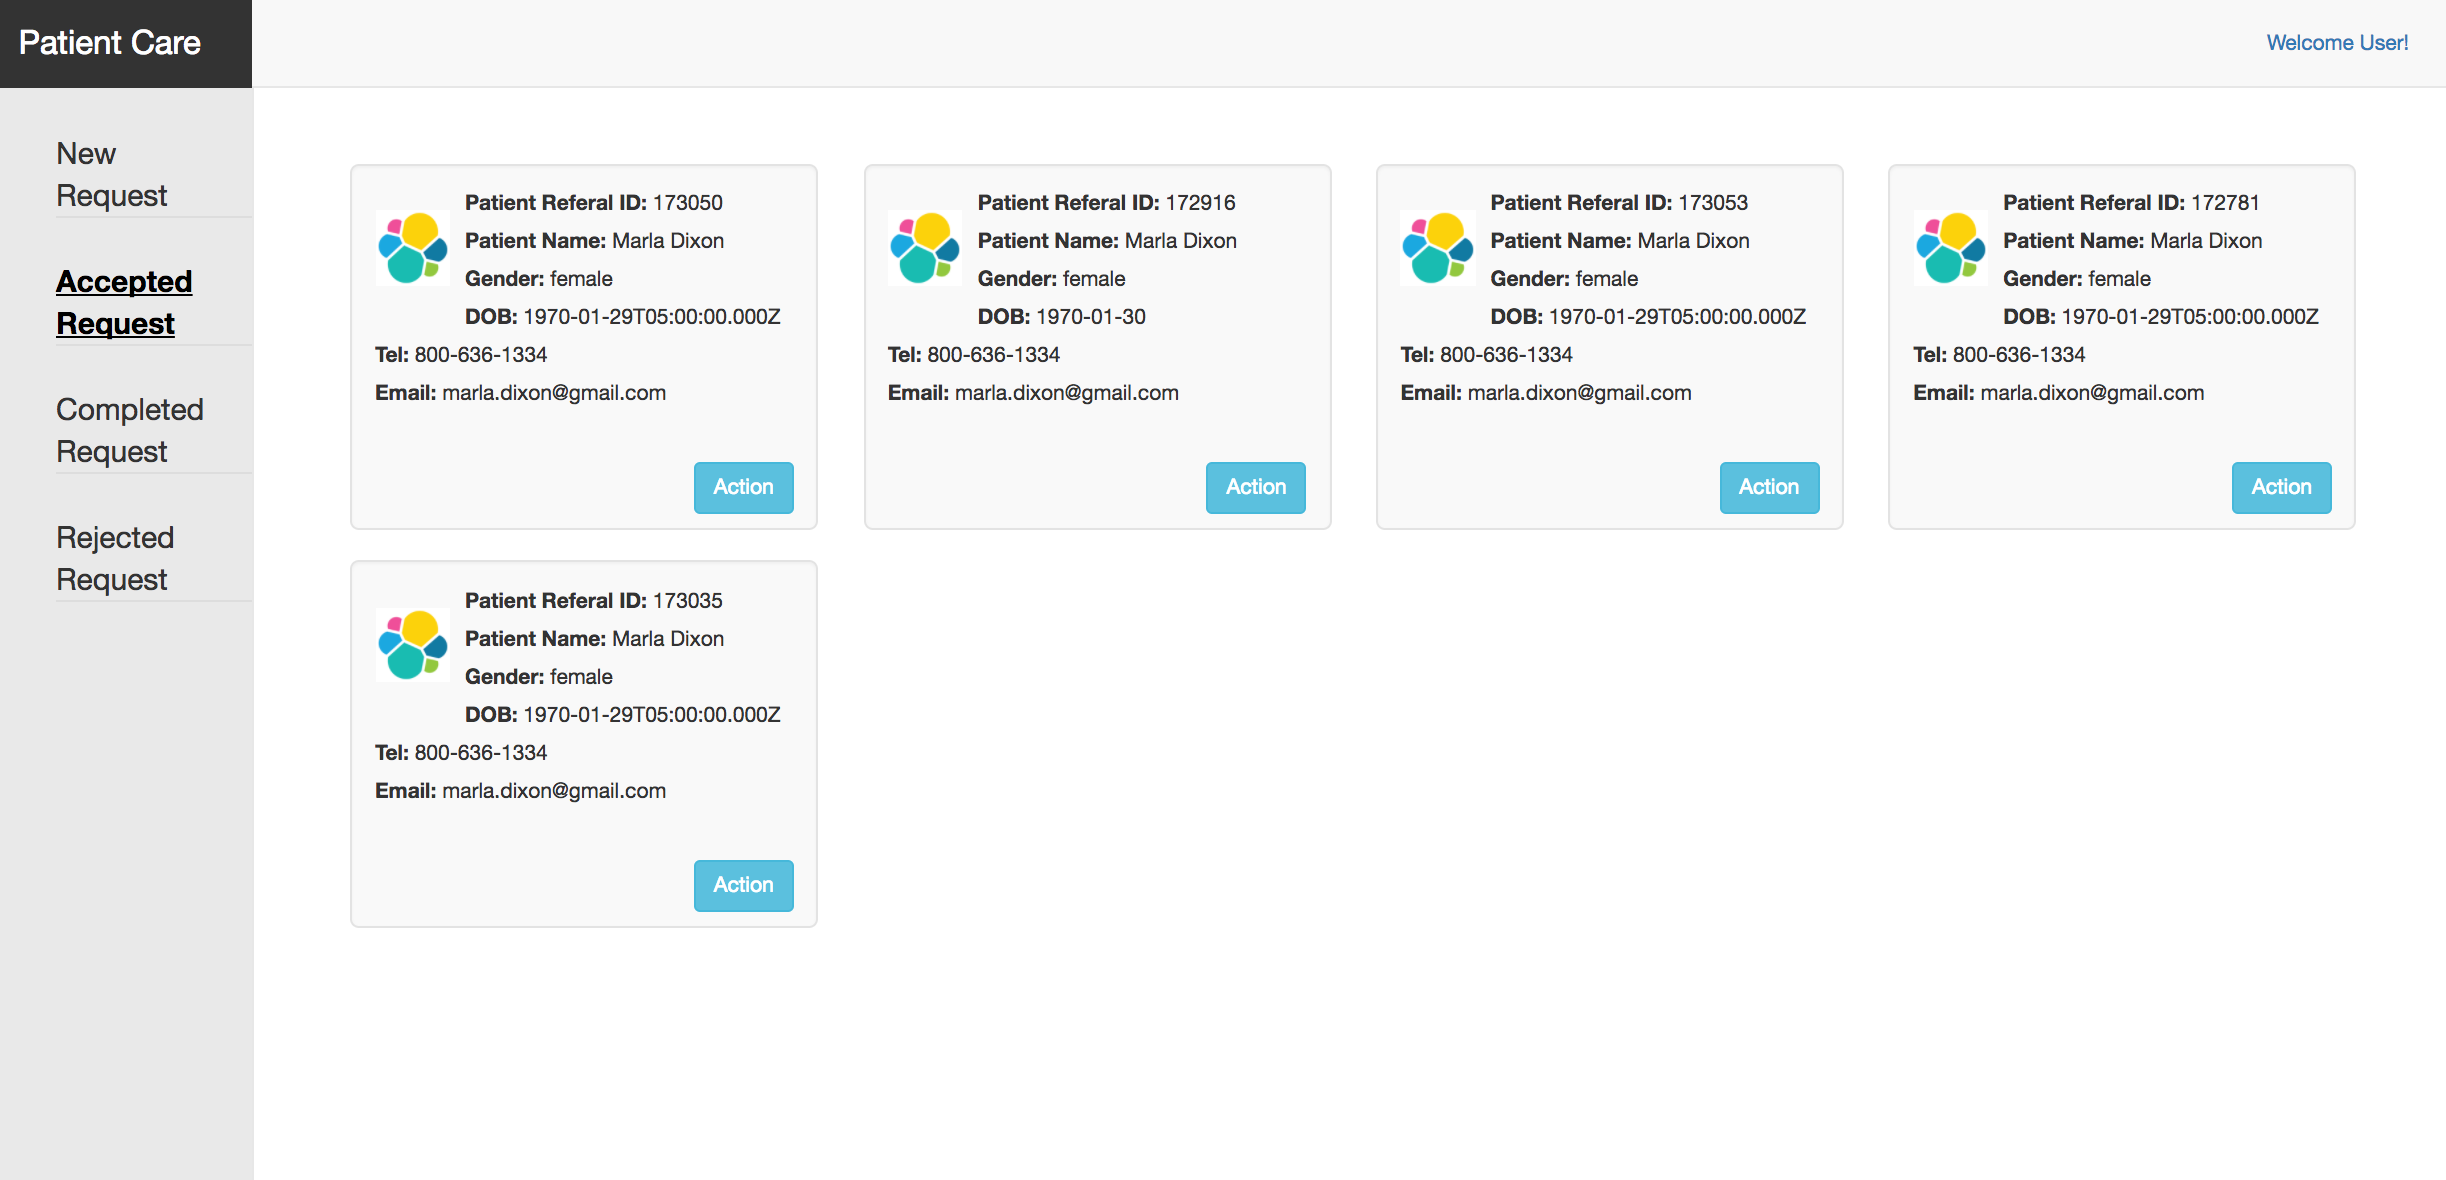 Patient Care
Welcome User!
New
Request
Accepted
Request
Completed
Request
Rejected
Request
Patient Referal ID: 173050
Patient Name: Marla Dixon
Gender: female
DOB: 1970-01-29T05:00:00.000Z
Tel: 800-636-1334
Email: marla.dixon@gmail.com
Action
Patient Referal ID: 172916
Patient Name: Marla Dixon
Gender: female
DOB: 1970-01-30
Tel: 800-636-1334
Email: marla.dixon@gmail.com
Action
Patient Referal ID: 173053
Patient Name: Marla Dixon
Gender: female
DOB: 1970-01-29T05:00:00.000Z
Tel: 800-636-1334
Email: marla.dixon@gmail.com
Action
Patient Referal ID: 172781
Patient Name: Marla Dixon
Gender: female
DOB: 1970-01-29T05:00:00.000Z
Tel: 800-636-1334
Email: marla.dixon@gmail.com
Action
Patient Referal ID: 173035
Patient Name: Marla Dixon
Gender: female
DOB: 1970-01-29T05:00:00.000Z
Tel: 800-636-1334
Email: marla.dixon@gmail.com
Action